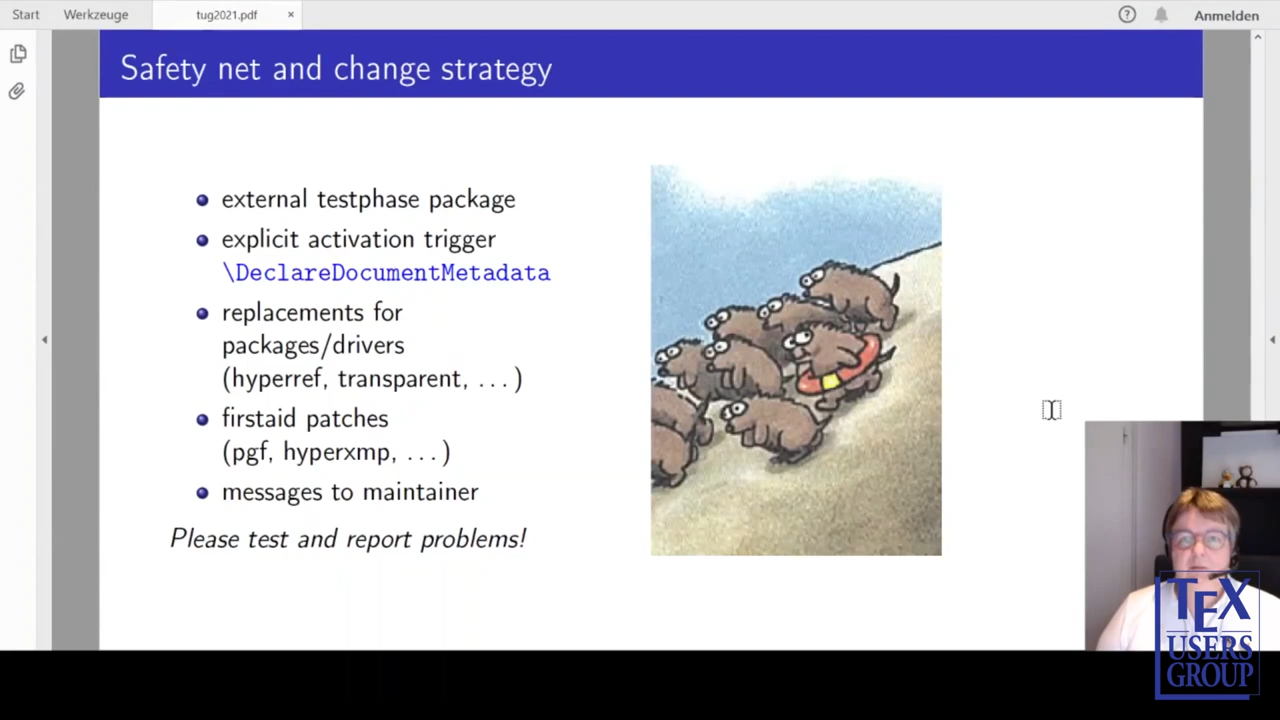 Start Werkzeuge tug2021.pdf × ? Anmelden
Safety net and change strategy
external testphase package
explicit activation trigger
\DeclareDocumentMetadata
replacements for
packages/drivers
(hyperref, transparent, ...)
firstaid patches
(pgf, hyperxmp, ...)
messages to maintainer
Please test and report problems!
TEX
USERS
GROUP